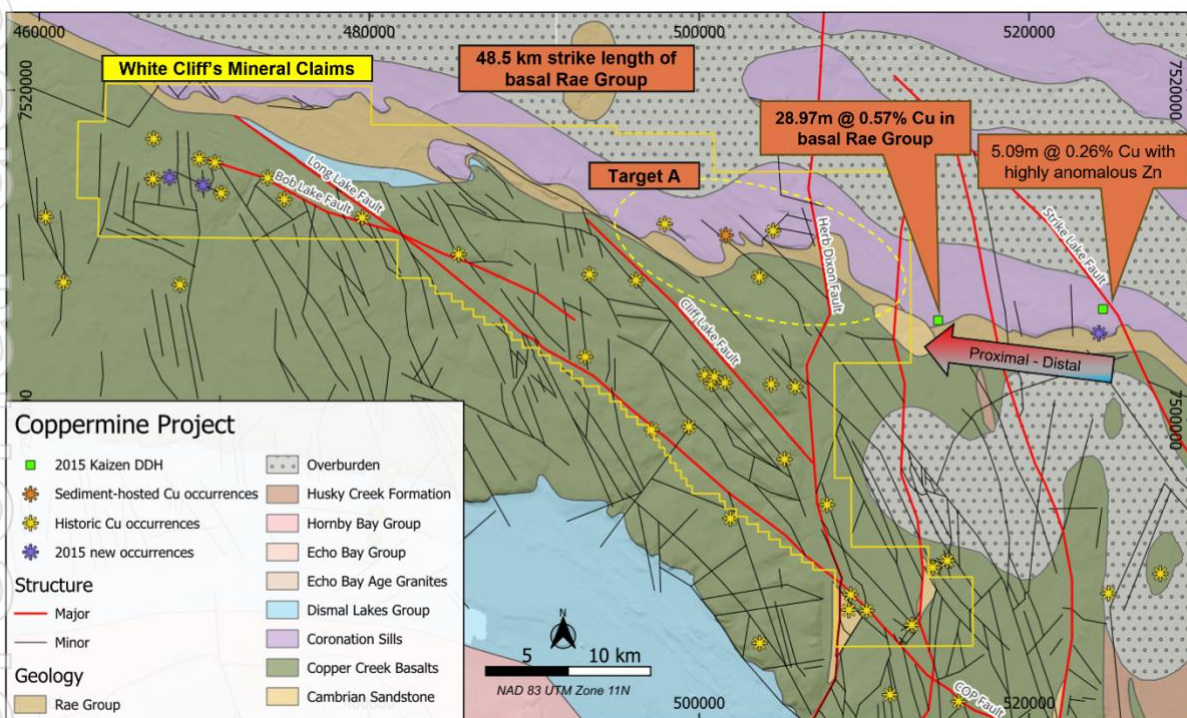 460000
480000
500000
520000
White Cliff's Mineral Claims
48.5 km strike length of
basal Rae Group
7520000
7520000
28.97m @ 0.57% Cu in
basal Rae Group
5.09m @ 0.26% Cu with
highly anomalous Zn
Target A
Long Lake Fault
Bob Lake Fault
Herb Dixon Fault
Strike Lake Fault
Cliff Lake Fault
Proximal - Distal
7500000
Coppermine Project
2015 Kaizen DDH
Sediment-hosted Cu occurrences
Historic Cu occurrences
2015 new occurrences
Structure
Major
Minor
Geology
Rae Group
Overburden
Husky Creek Formation
Hornby Bay Group
Echo Bay Group
Echo Bay Age Granites
Dismal Lakes Group
Coronation Sills
Copper Creek Basalts
Cambrian Sandstone
N
5 10 km
NAD 83 UTM Zone 11N
COP Fault
500000
520000